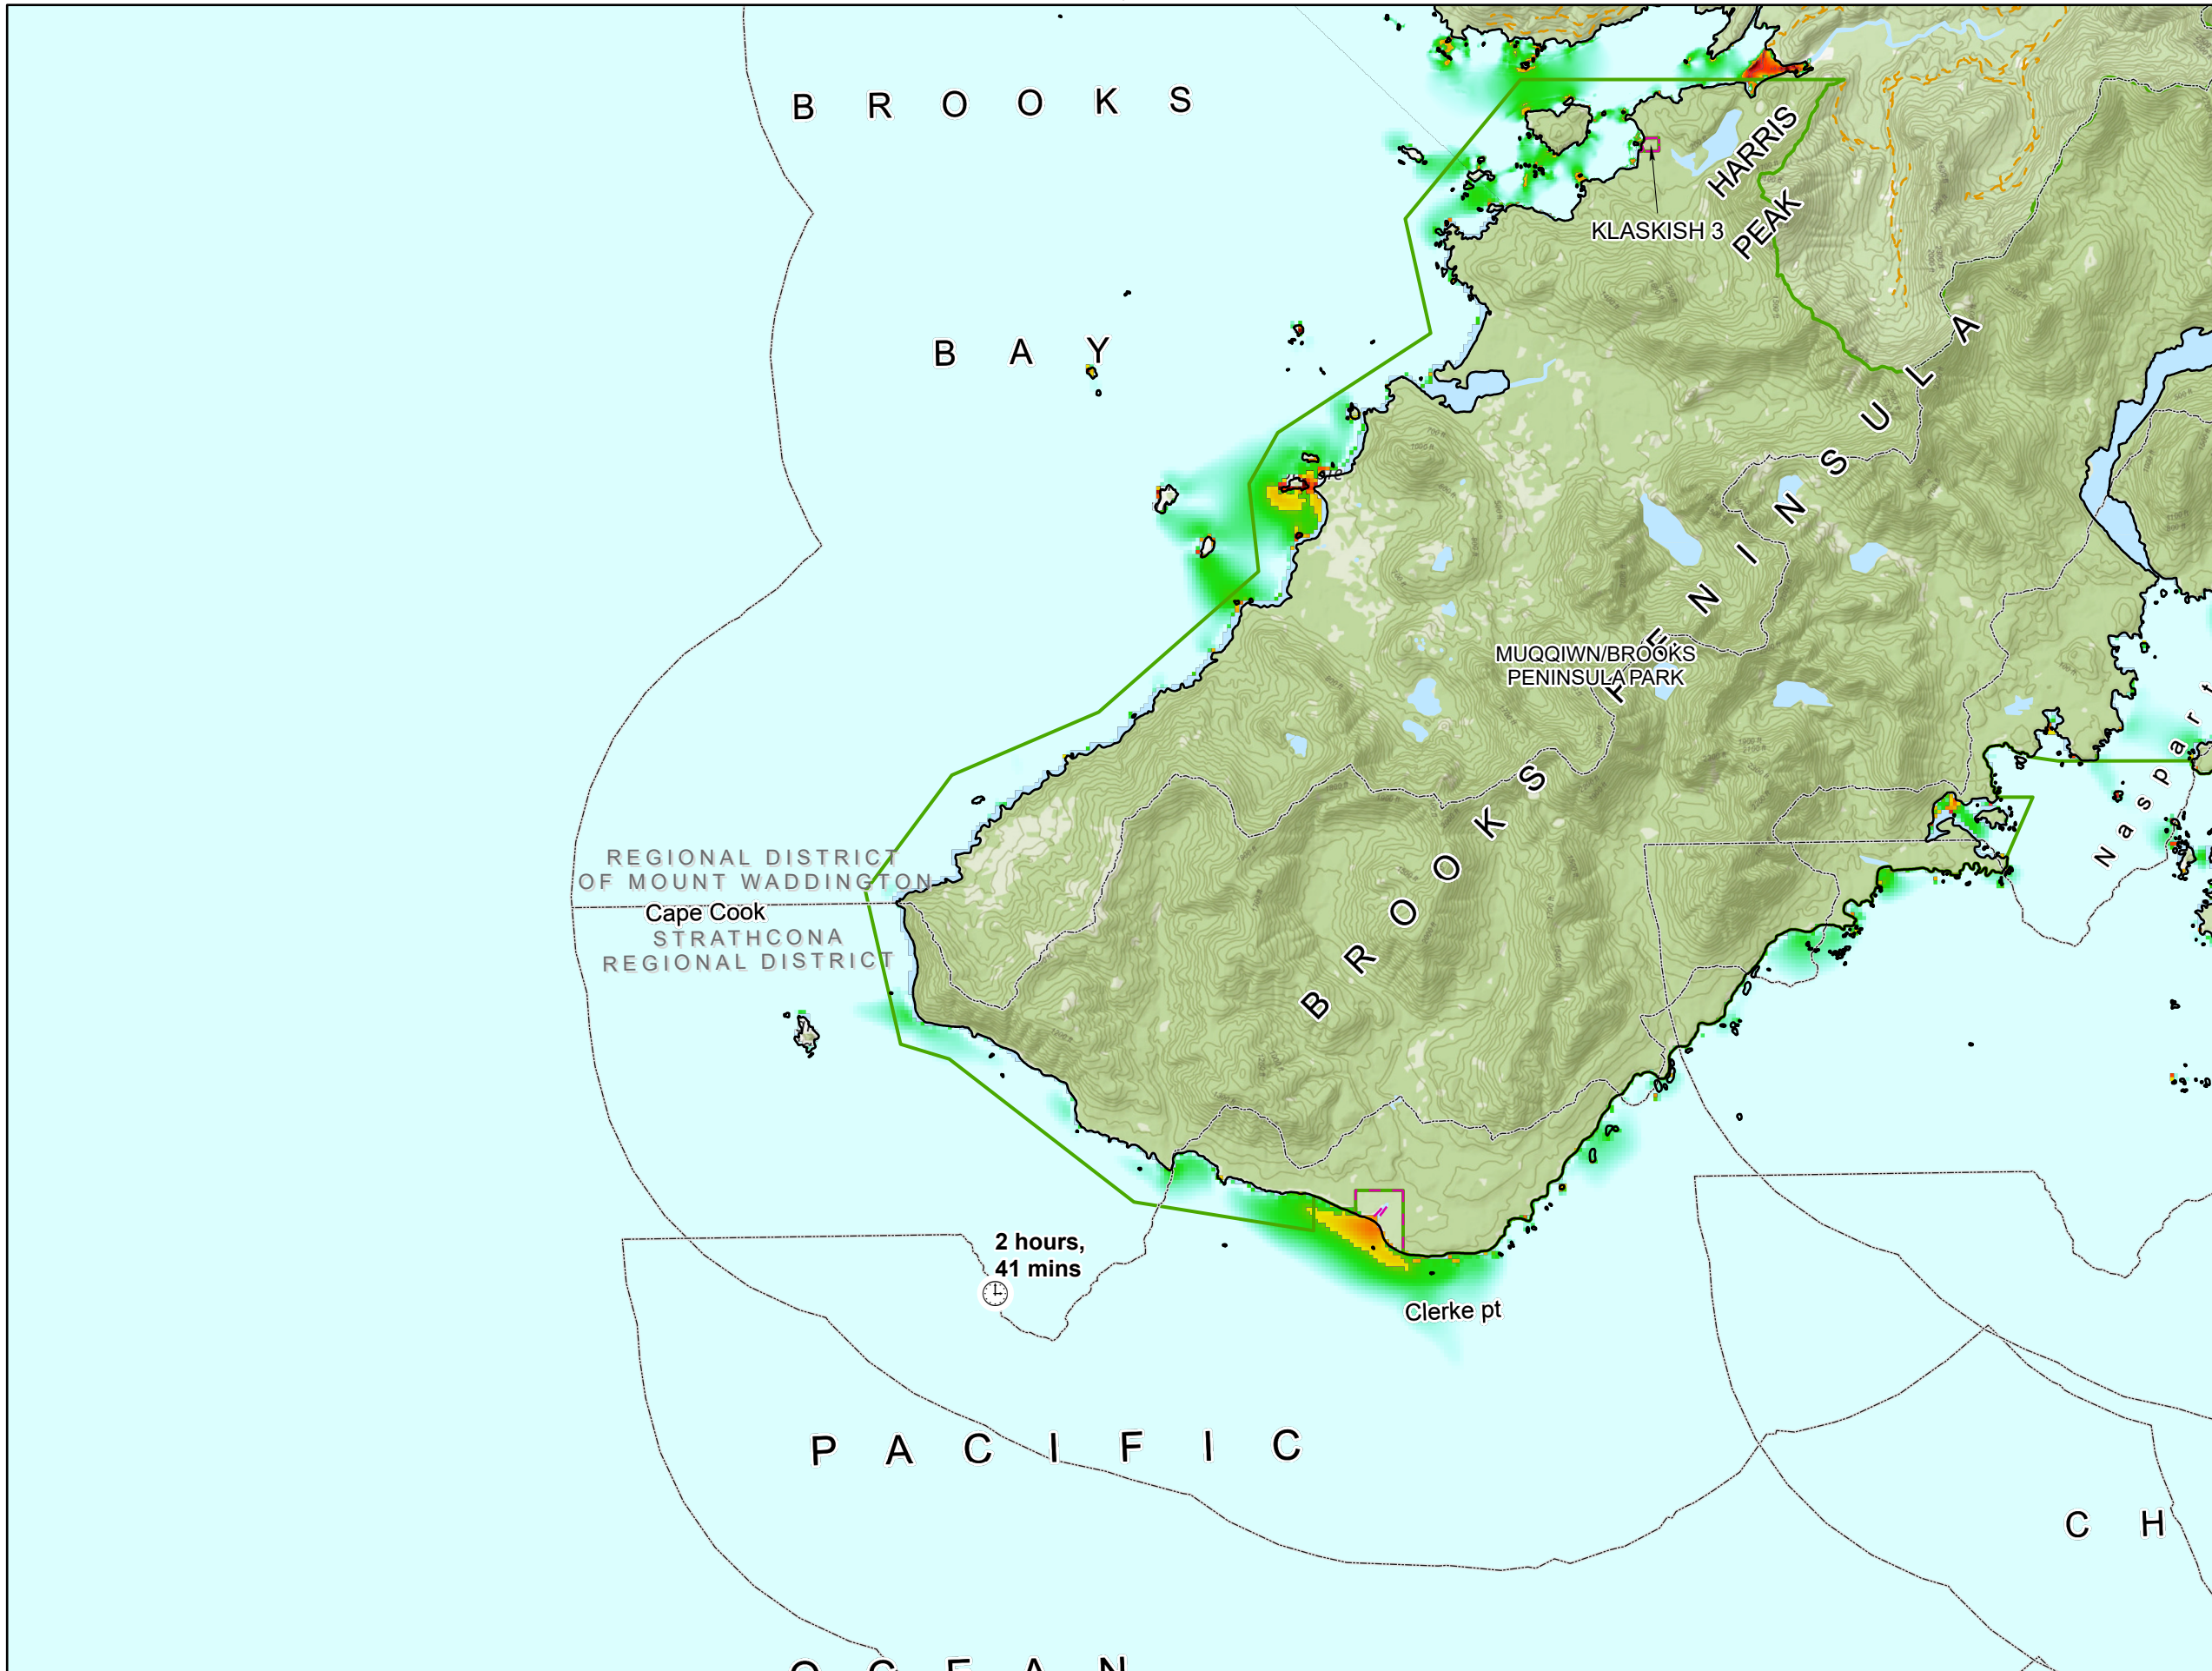 B R O O K S
HARRIS
PEAK
KLASKISH 3
B A Y
MUQQIWN/BROOKS
PENINSULA PARK
B R O O K S P E N I N S U L A
N a s p a r t
REGIONAL DISTRICT
OF MOUNT WADDINGTON
Cape Cook
STRATHCONA
REGIONAL DISTRICT
2 hours,
41 mins
Clerke pt
P A C I F I C
C H
O C E A N